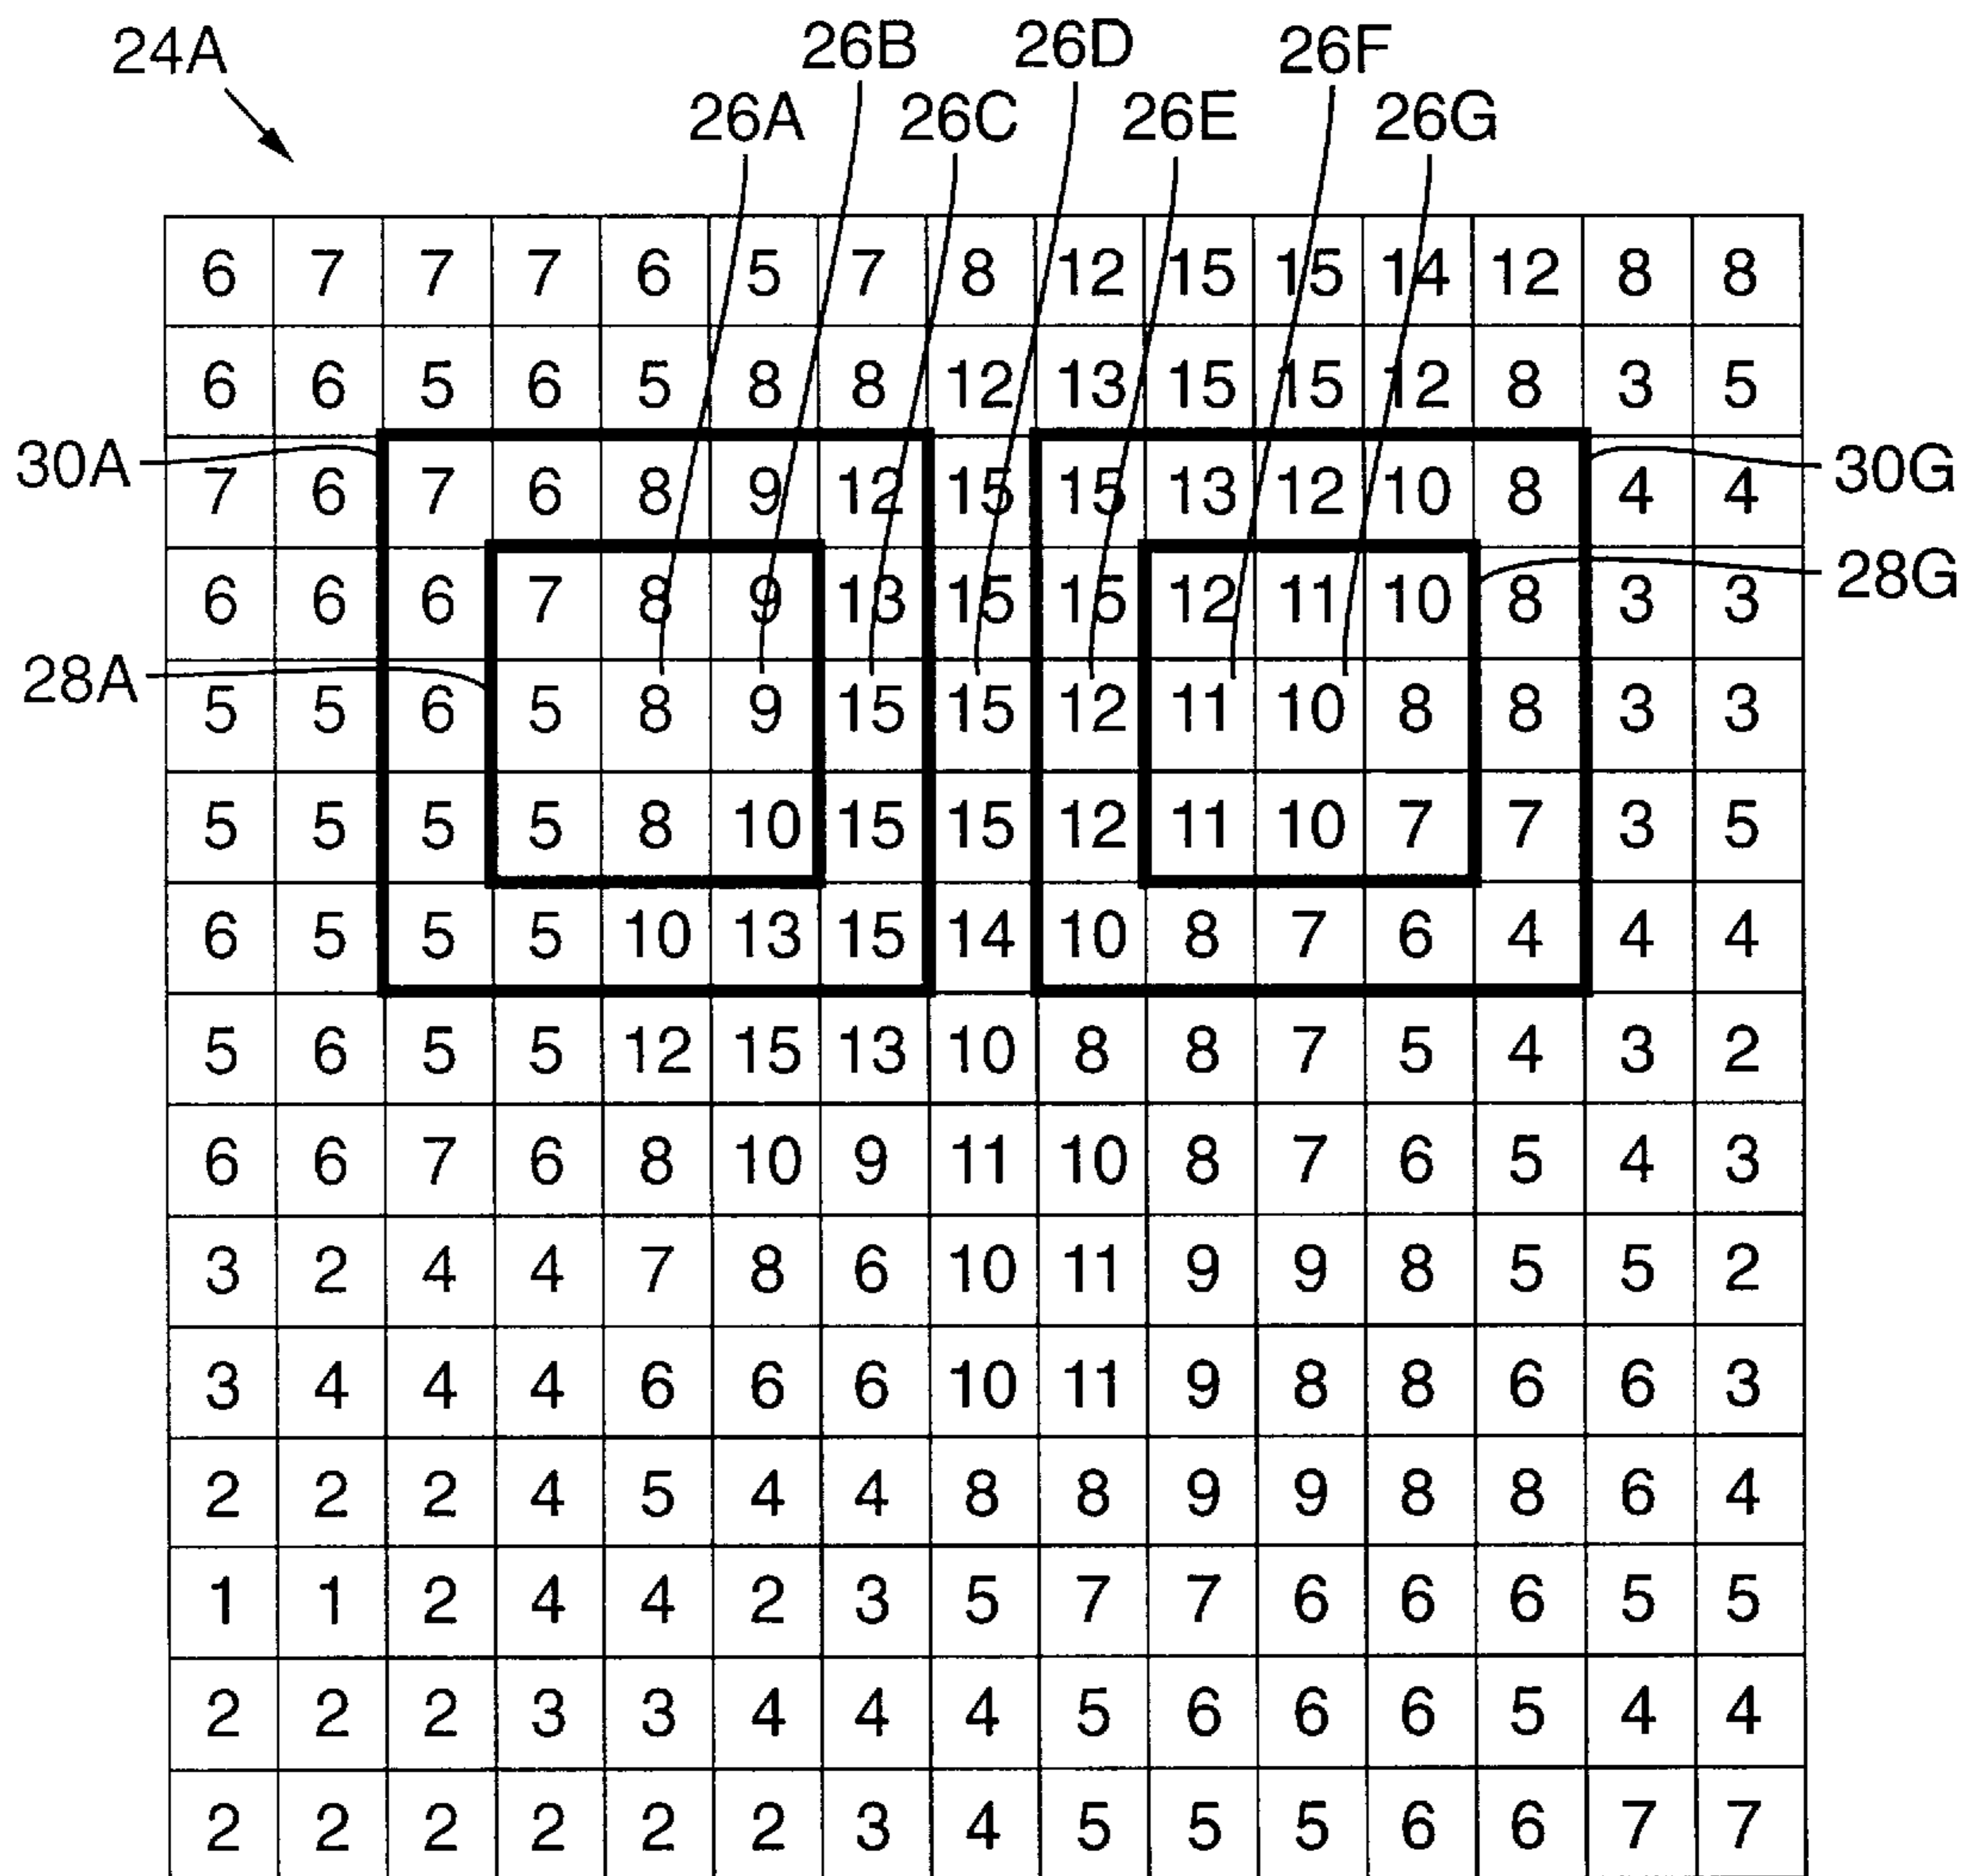 24A
26B 26D 26F
26A 26C 26E 26G
6 7 7 7 6 5 7 8 12 15 15 14 12 8 8
6 6 5 6 5 8 8 12 13 15 15 12 8 3 5
30A 7 6 7 6 8 9 12 15 15 13 12 10 8 4 4 30G
6 6 6 7 8 9 13 15 15 12 11 10 8 3 3 28G
28A 5 5 6 5 8 9 15 15 12 11 10 8 8 3 3
5 5 5 5 8 10 15 15 12 11 10 7 7 3 5
6 5 5 5 10 13 15 14 10 8 7 6 4 4 4
5 6 5 5 12 15 13 10 8 8 7 5 4 3 2
6 6 7 6 8 10 9 11 10 8 7 6 5 4 3
3 2 4 4 7 8 6 10 11 9 9 8 5 5 2
3 4 4 4 6 6 6 10 11 9 8 8 6 6 3
2 2 2 4 5 4 4 8 8 9 9 8 8 6 4
1 1 2 4 4 2 3 5 7 7 6 6 6 5 5
2 2 2 3 3 4 4 4 5 6 6 6 5 4 4
2 2 2 2 2 2 3 4 5 5 5 6 6 7 7